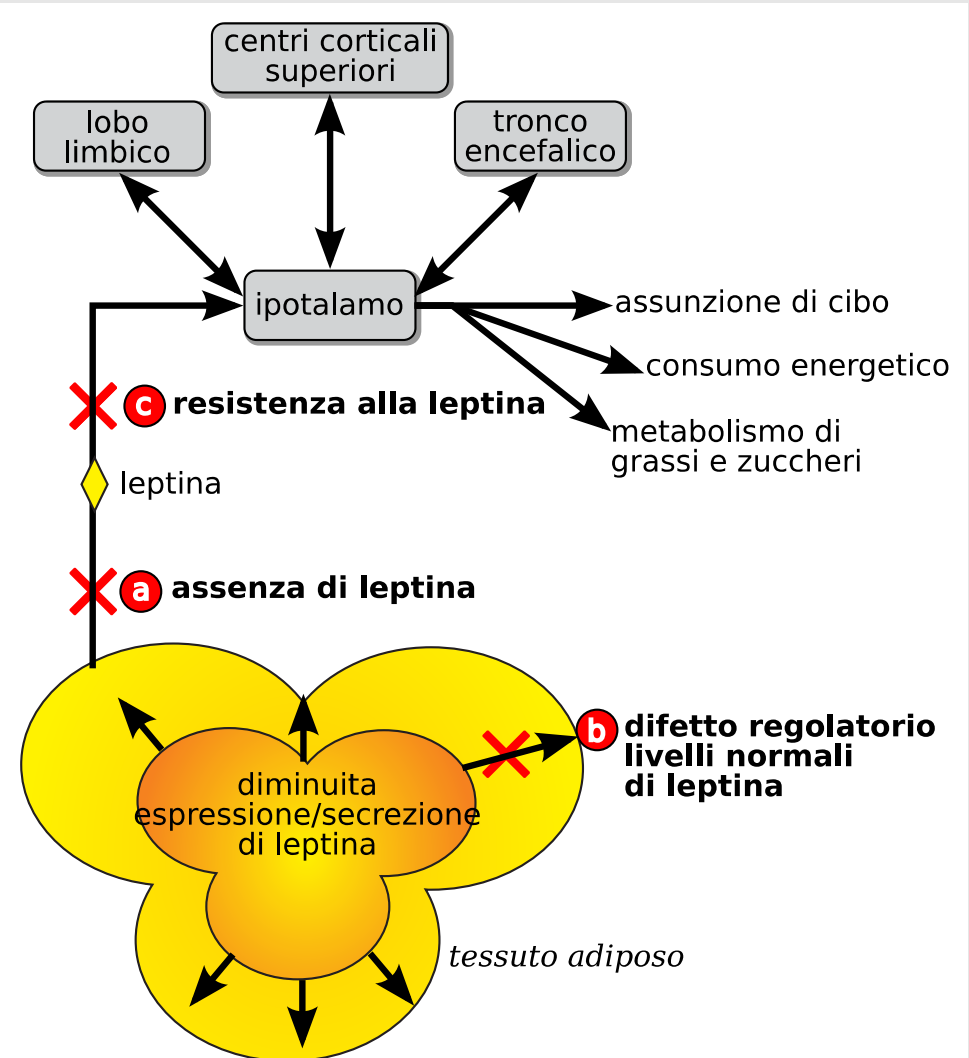 centri corticali
superiori
lobo
limbico
tronco
encefalico
ipotalamo
assunzione di cibo
consumo energetico
metabolismo di
grassi e zuccheri
c resistenza alla leptina
leptina
a assenza di leptina
b difetto regolatorio
livelli normali
di leptina
diminuita
espressione/secrezione
di leptina
tessuto adiposo